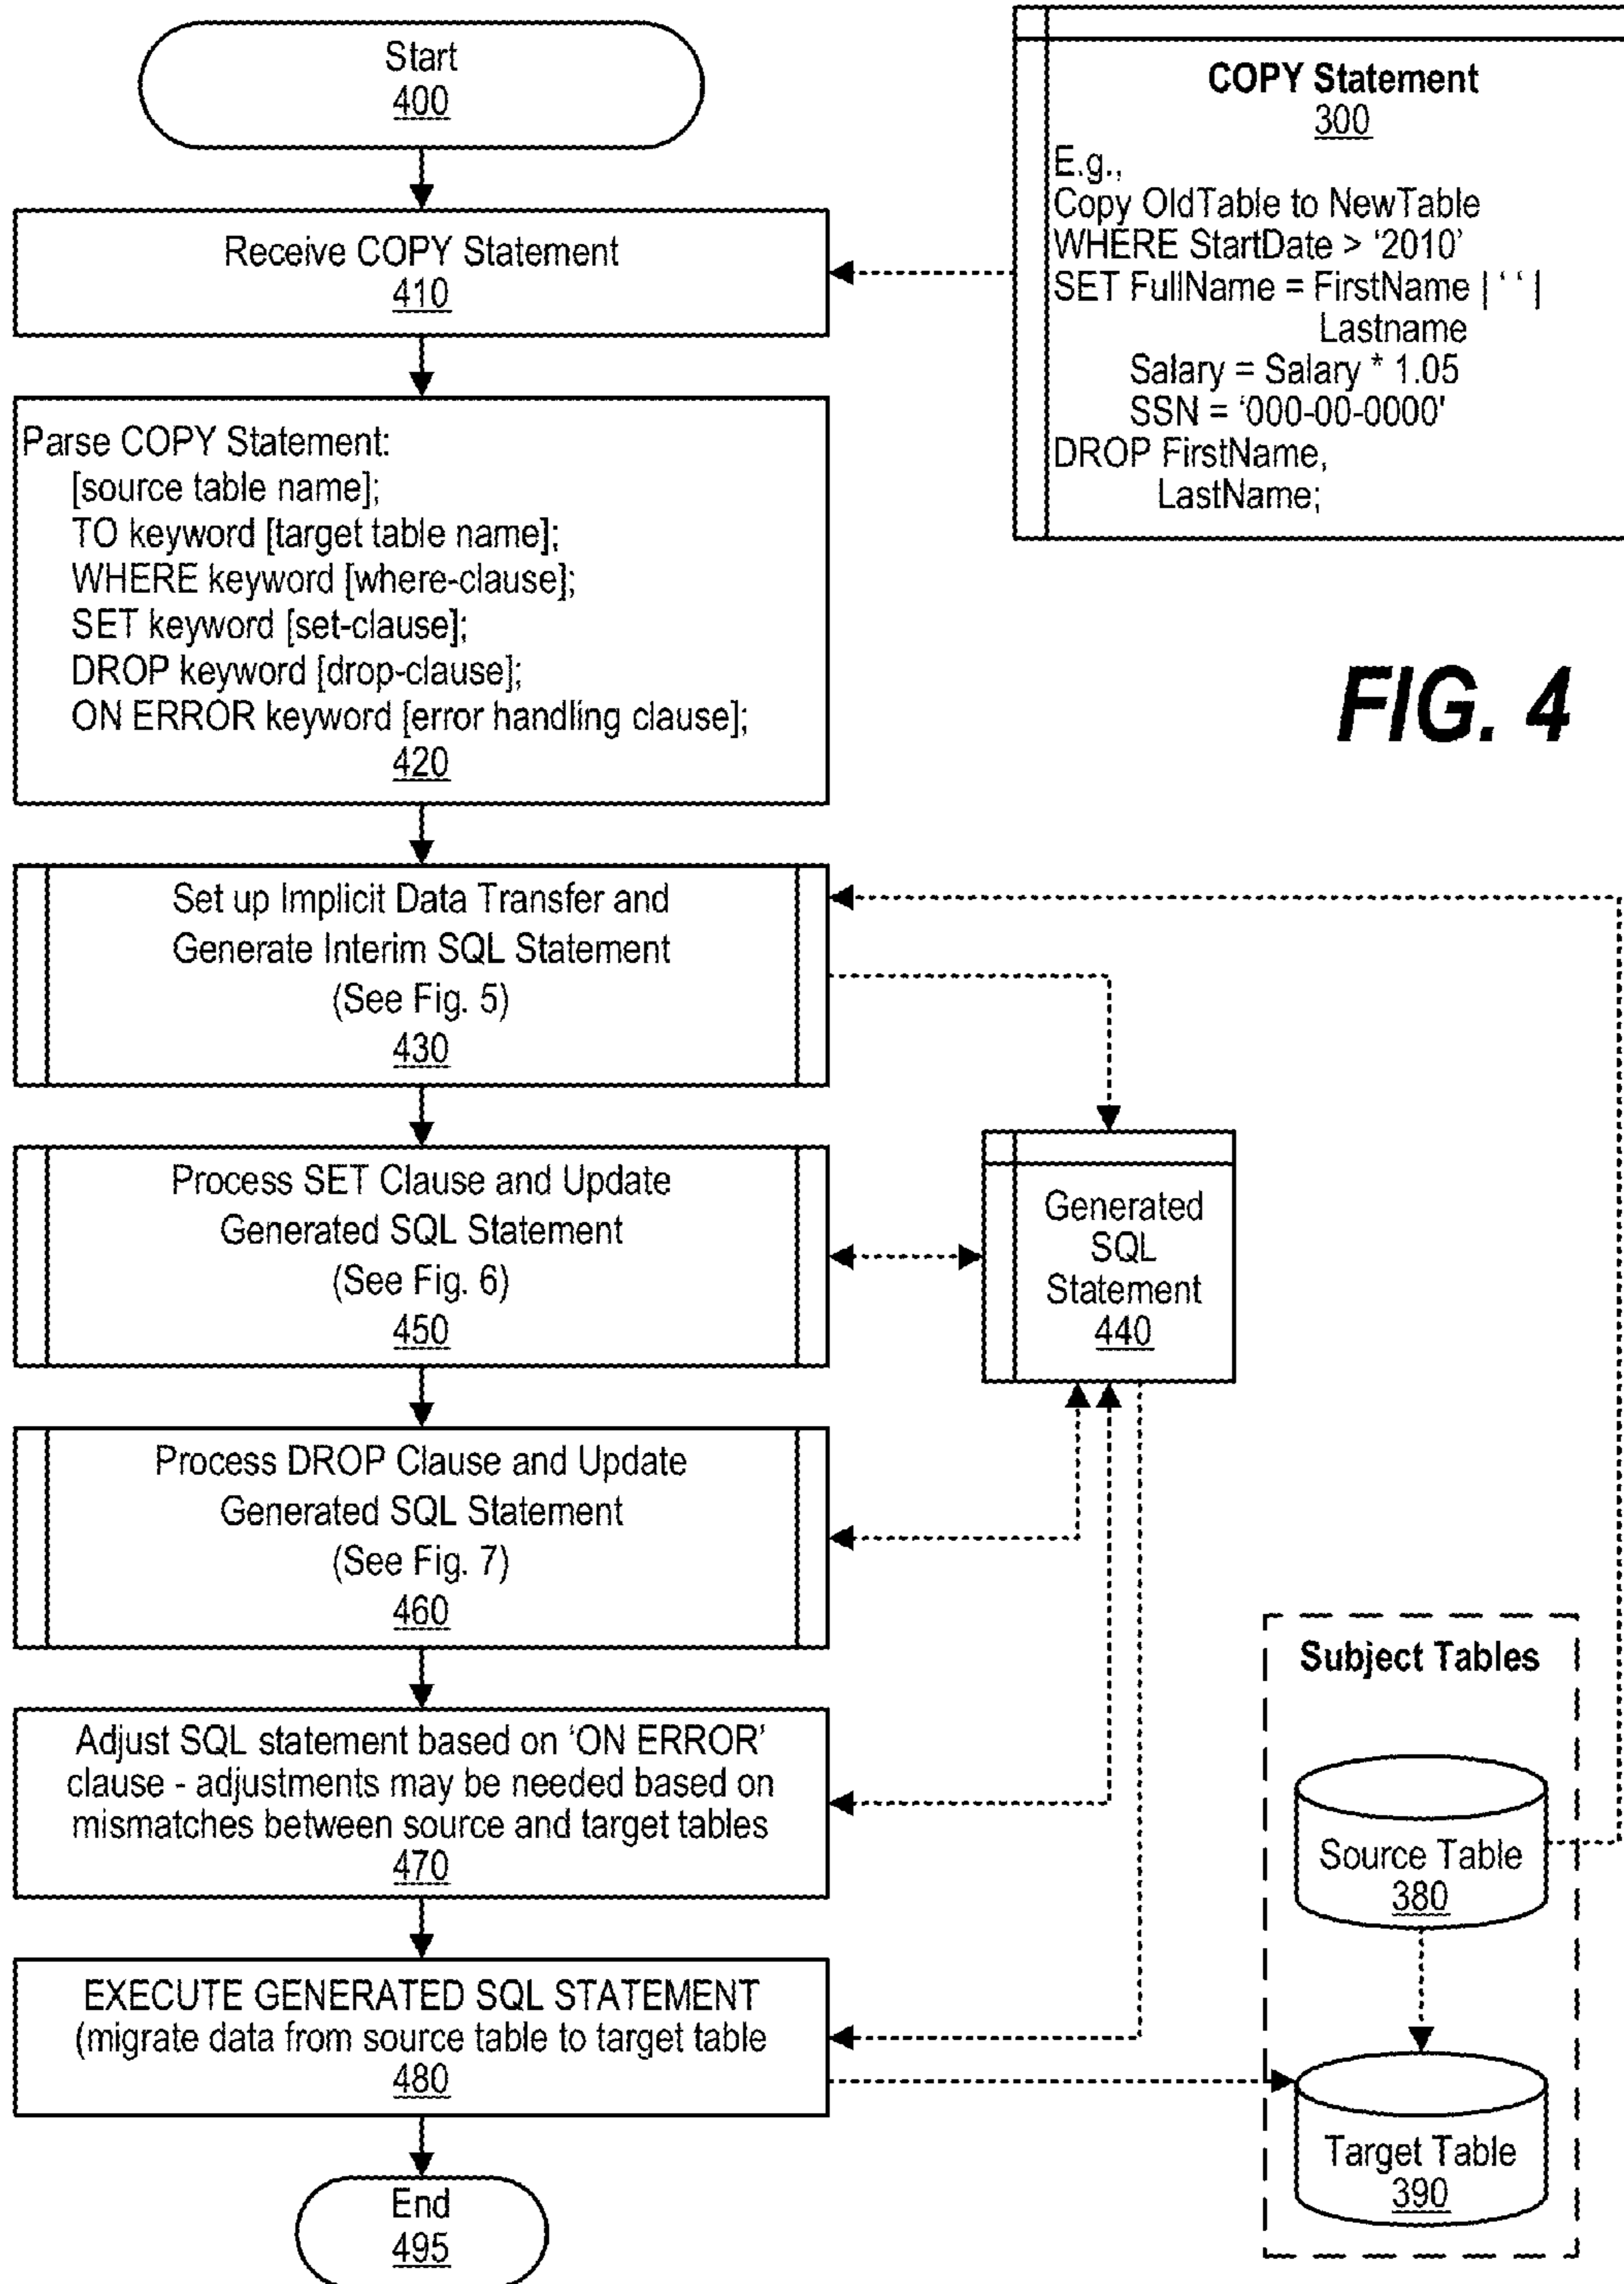 Start
400
COPY Statement
300
E.g.,
Copy OldTable to NewTable
WHERE StartDate > ‘2010’
SET FullName = FirstName | ‘ ‘ |
Lastname
Salary = Salary * 1.05
SSN = ‘000-00-0000'
DROP FirstName,
LastName;
Receive COPY Statement
410
Parse COPY Statement:
[source table name];
TO keyword [target table name];
WHERE keyword [where-clause];
SET keyword [set-clause];
DROP keyword [drop-clause];
ON ERROR keyword [error handling clause];
420
FIG. 4
Set up Implicit Data Transfer and
Generate Interim SQL Statement
(See Fig. 5)
430
Process SET Clause and Update
Generated SQL Statement
(See Fig. 6)
450
Generated
SQL
Statement
440
Process DROP Clause and Update
Generated SQL Statement
(See Fig. 7)
460
Adjust SQL statement based on ‘ON ERROR’
clause - adjustments may be needed based on
mismatches between source and target tables
470
EXECUTE GENERATED SQL STATEMENT
(migrate data from source table to target table
480
End
495
Subject Tables
Source Table
380
Target Table
390